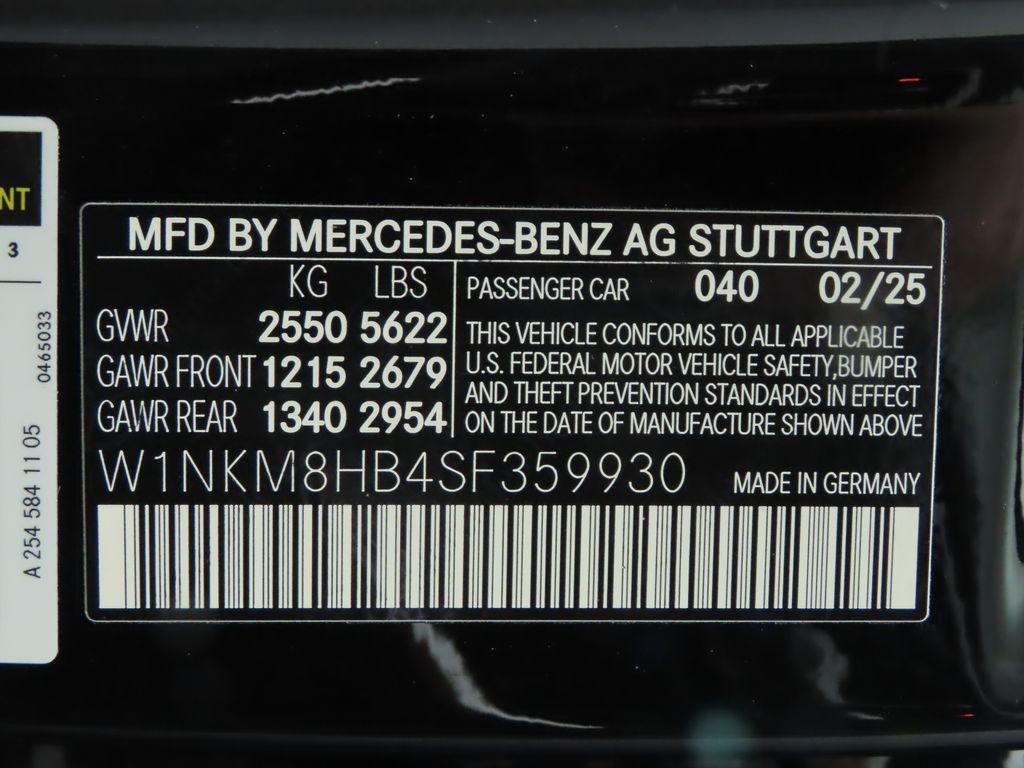 NT
3
0465033
A 254 584 11 05
MFD BY MERCEDES-BENZ AG STUTTGART
KG LBS
GVWR 2550 5622
GAWR FRONT 1215 2679
GAWR REAR 1340 2954
PASSENGER CAR 040 02/25
THIS VEHICLE CONFORMS TO ALL APPLICABLE
U.S. FEDERAL MOTOR VEHICLE SAFETY,BUMPER
AND THEFT PREVENTION STANDARDS IN EFFECT
ON THE DATE OF MANUFACTURE SHOWN ABOVE
W1NKM8HB4SF359930 MADE IN GERMANY